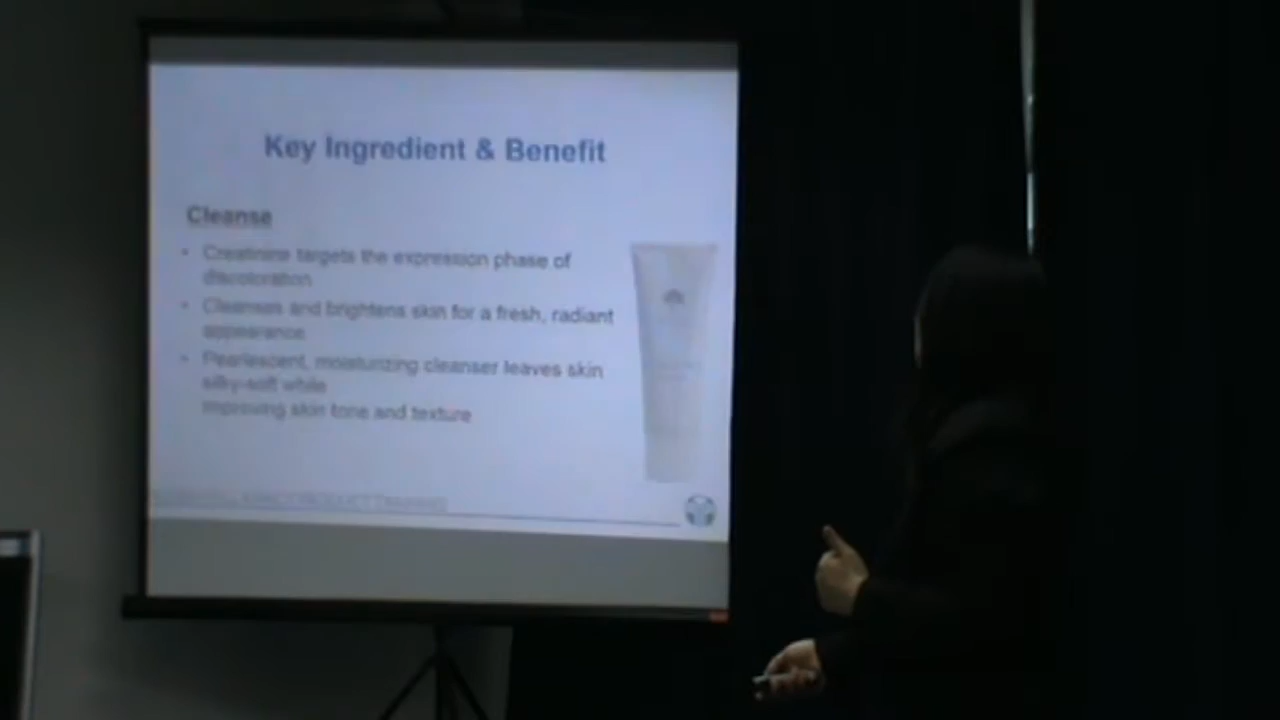 Key Ingredient & Benefit
Cleanse
• Creatinine targets the expression phase of
discoloration
• Cleanses and brightens skin for a fresh, radiant
appearance
• Pearlescent, moisturizing cleanser leaves skin
silky-soft while
improving skin tone and texture